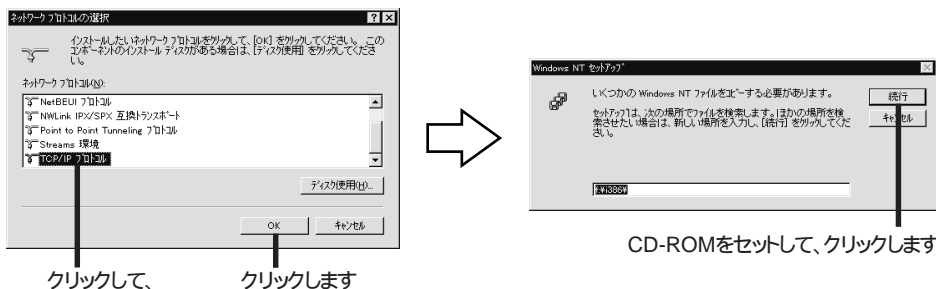 ネットワーク プロトコルの選択
インストールしたいネットワーク プロトコルをクリックして、[OK] をクリックしてください。この
コンポーネントのインストール ディスクがある場合は、[ディスク使用] をクリックしてくださ
い。
ネットワーク プロトコル(N):
NetBEUI プロトコル
NWLink IPX/SPX 互換トランスポート
Point to Point Tunneling プロトコル
Streams 環境
TCP/IP プロトコル
ディスク使用(H)...
OK
キャンセル
クリックして、
クリックします
Windows NT セットアップ
いくつかの Windows NT ファイルをコピーする必要があります。
セットアップは、次の場所でファイルを検索します。ほかの場所を検
索させたい場合は、新しい場所を入力し、[続行] をクリックしてくだ
さい。
続行
キャンセル
CD-ROMをセットして、クリックします